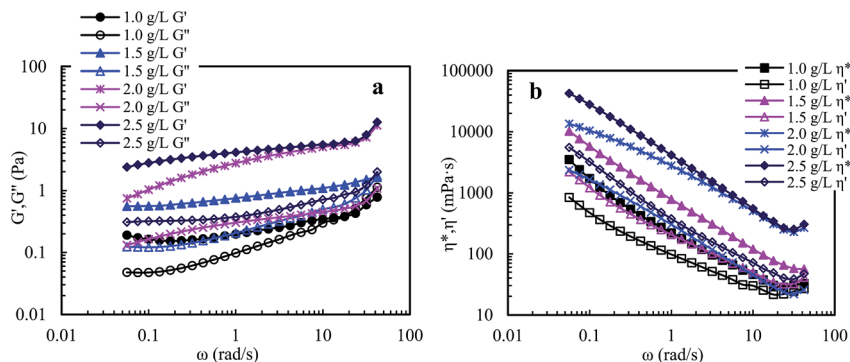 1.0 g/L G'
1.0 g/L G"
1.5 g/L G'
1.5 g/L G"
2.0 g/L G'
2.0 g/L G"
2.5 g/L G'
2.5 g/L G"
a
100
10
1
0.1
0.01
G',G" (Pa)
0.01 0.1 1 10 100
ω (rad/s)
1.0 g/L η*
1.0 g/L η'
1.5 g/L η*
1.5 g/L η'
2.0 g/L η*
2.0 g/L η'
2.5 g/L η*
2.5 g/L η'
b
100000
10000
1000
100
10
η*,η' (mPa·s)
0.01 0.1 1 10 100
ω (rad/s)